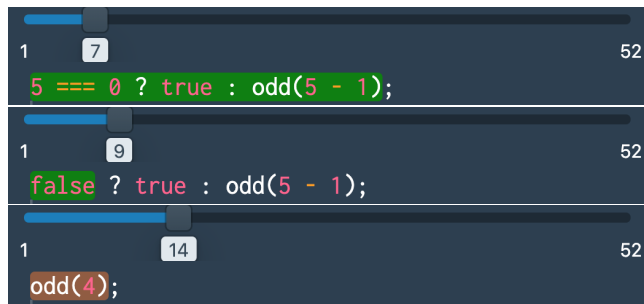 1 7 52
5 === 0 ? true : odd(5 - 1);
1 9 52
false ? true : odd(5 - 1);
1 14 52
odd(4);